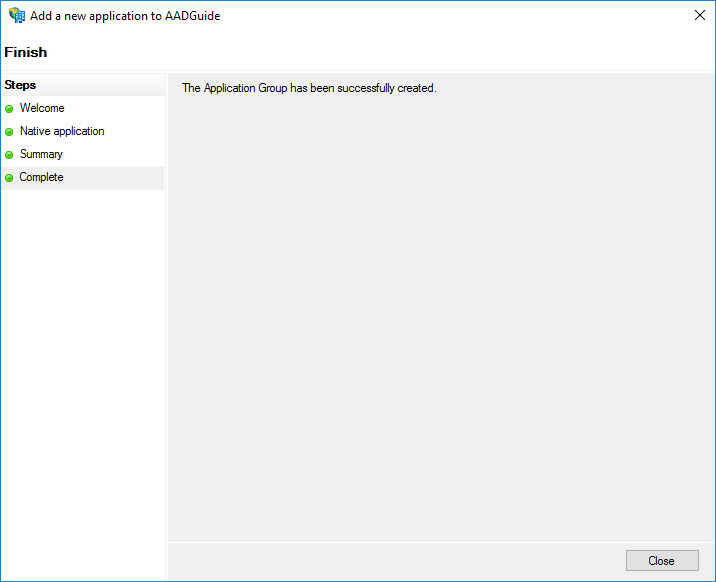 Add a new application to AADGuide
Finish
Steps
Welcome
Native application
Summary
Complete
The Application Group has been successfully created.
Close